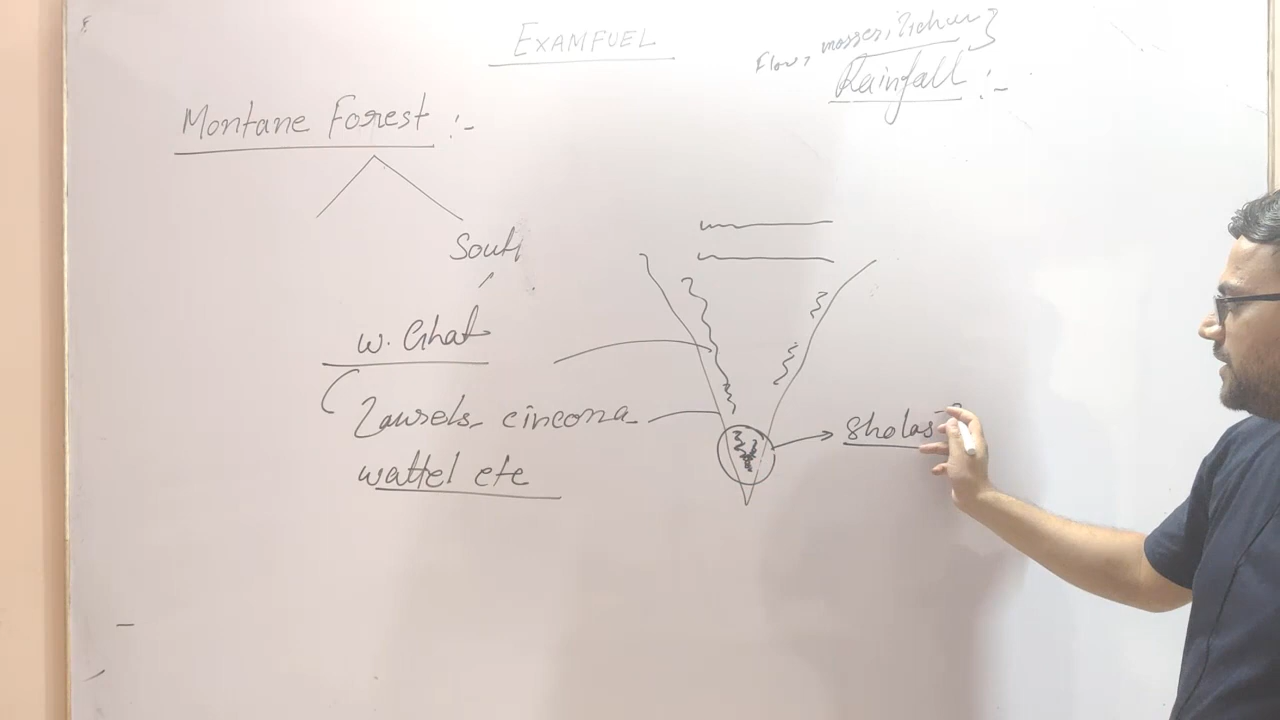 EXAMFUEL
Flow, mosses, lichen }
Rainfall :-
Montane Forest :-
South
W. Ghat
Laurels, cincona
wattel etc
Sholas